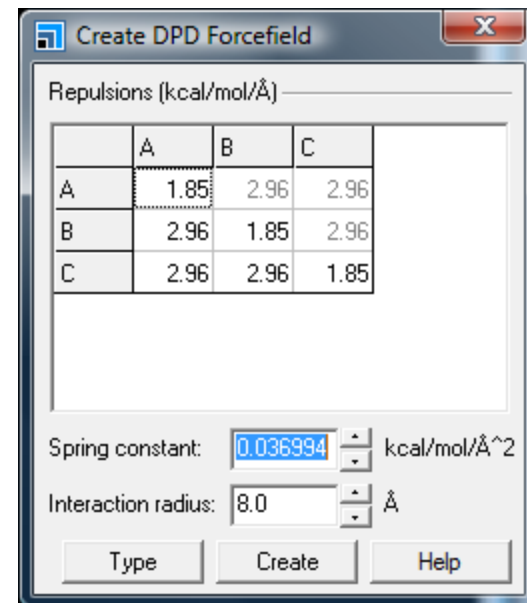 Create DPD Forcefield
Repulsions (kcal/mol/Å)
A B C
A 1.85 2.96 2.96
B 2.96 1.85 2.96
C 2.96 2.96 1.85
Spring constant: 0.036994 kcal/mol/Å^2
Interaction radius: 8.0 Å
Type Create Help